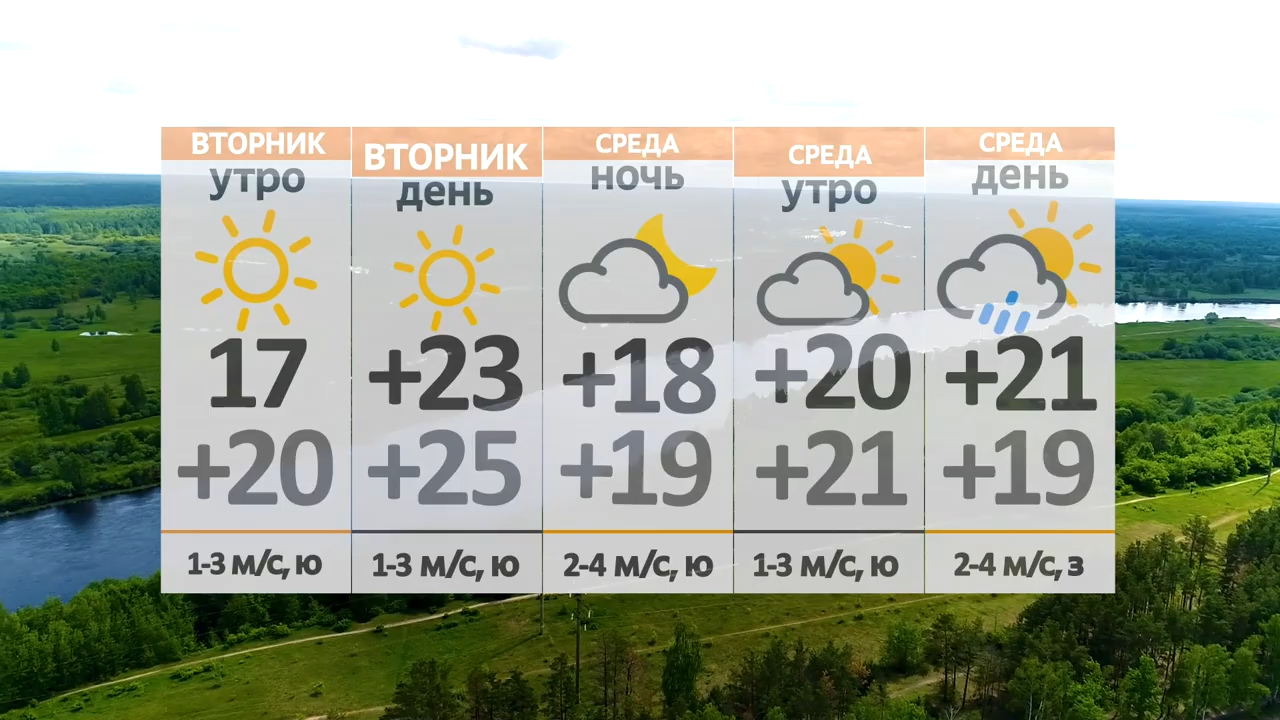 ВТОРНИК
утро
17
+20
1-3 м/с, ю
ВТОРНИК
день
+23
+25
1-3 м/с, ю
СРЕДА
ночь
+18
+19
2-4 м/с, ю
СРЕДА
утро
+20
+21
1-3 м/с, ю
СРЕДА
день
+21
+19
2-4 м/с, з